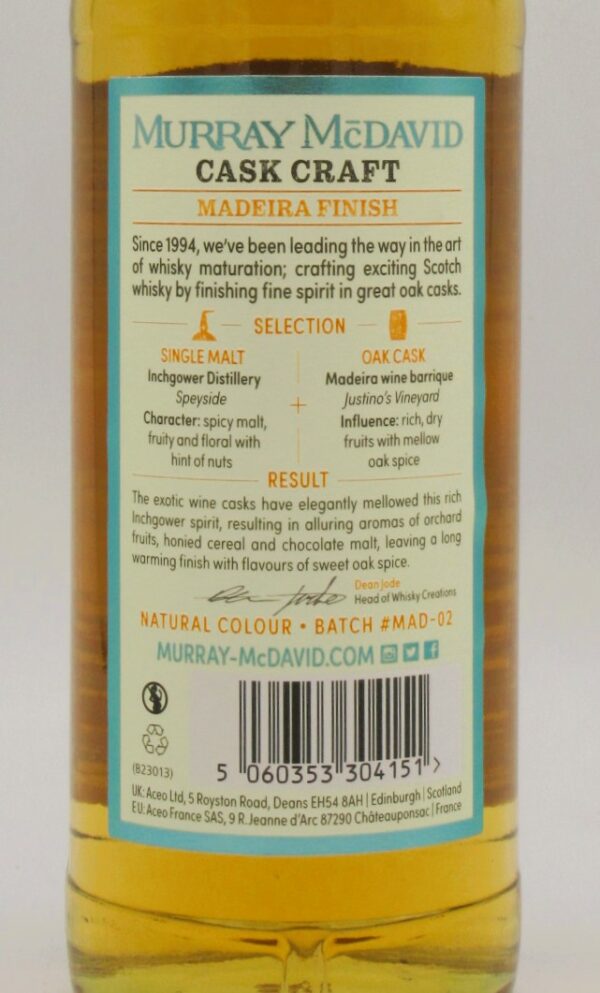 MURRAY McDAVID
CASK CRAFT
MADEIRA FINISH
Since 1994, we've been leading the way in the art
of whisky maturation; crafting exciting Scotch
whisky by finishing fine spirit in great oak casks.
SELECTION
SINGLE MALT
Inchgower Distillery
Speyside
Character: spicy malt,
fruity and floral with
hint of nuts
+
OAK CASK
Madeira wine barrique
Justino's Vineyard
Influence: rich, dry
fruits with mellow
oak spice
RESULT
The exotic wine casks have elegantly mellowed this rich
Inchgower spirit, resulting in alluring aromas of orchard
fruits, honied cereal and chocolate malt, leaving a long
warming finish with flavours of sweet oak spice.
Dean Jode
Head of Whisky Creations
NATURAL COLOUR • BATCH #MAD-02
MURRAY-McDAVID.COM
(B23013)
5 060353 304151 >
UK: Aceo Ltd, 5 Royston Road, Deans EH54 8AH | Edinburgh | Scotland
EU: Aceo France SAS, 9 R. Jeanne d'Arc 87290 Châteauponsac | France